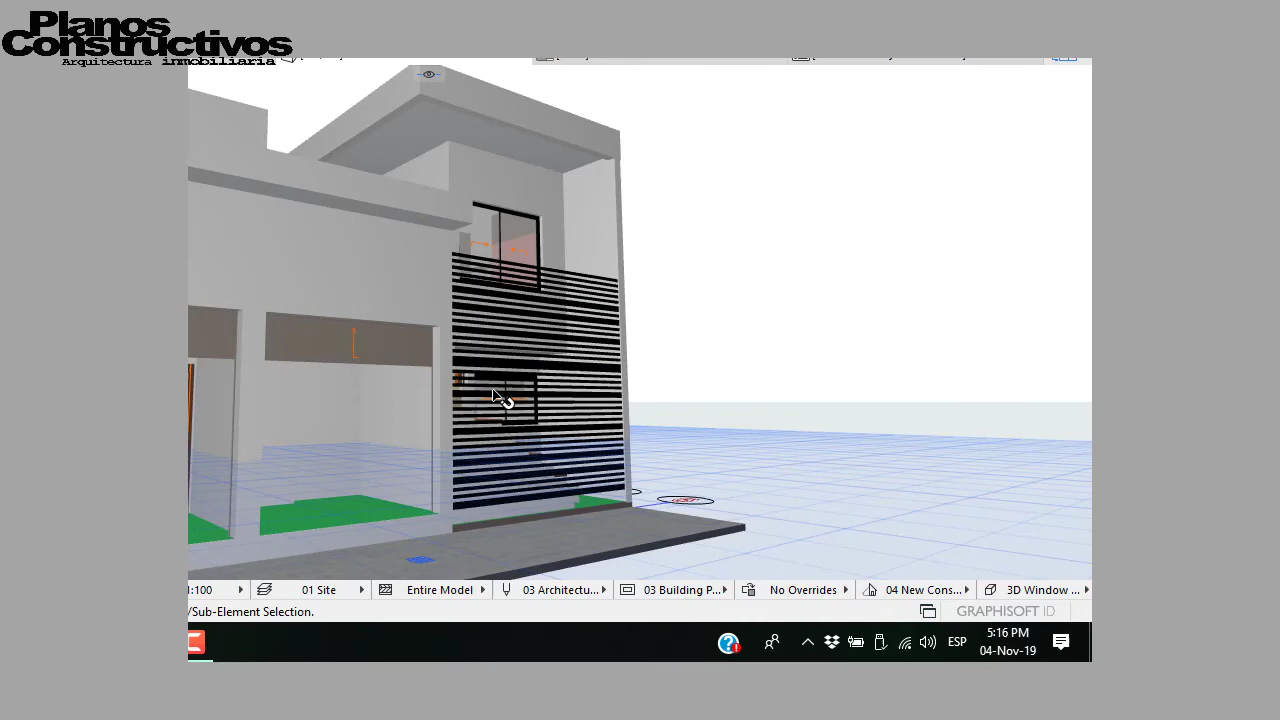 Planos
Constructivos
Arquitectura inmobiliaria
1:100 01 Site Entire Model 03 Architectu... 03 Building P... No Overrides 04 New Cons... 3D Window ...
/Sub-Element Selection. GRAPHISOFT ID
ESP 5:16 PM
04-Nov-19